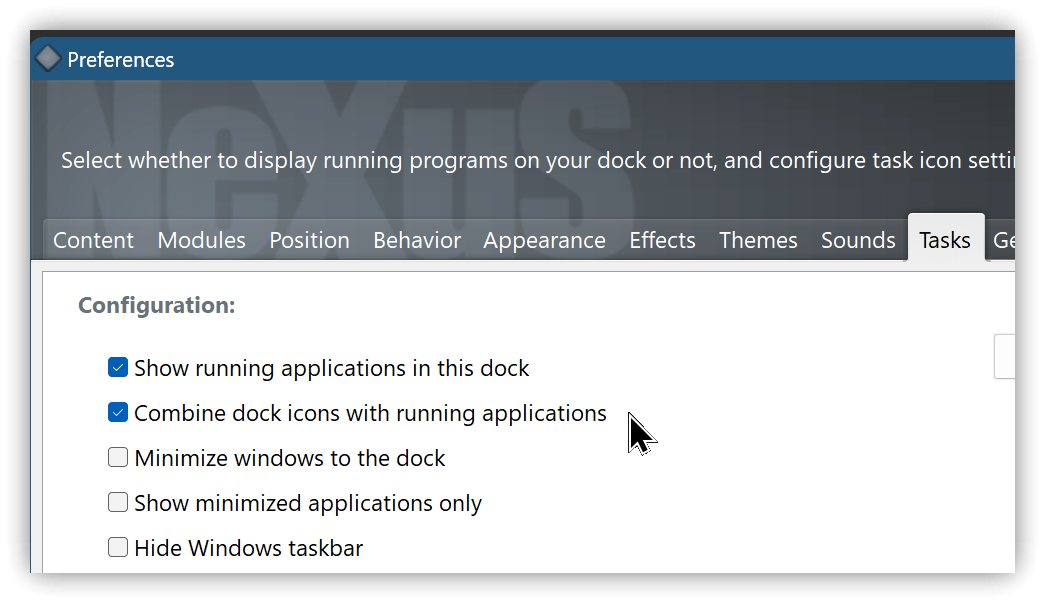 Preferences
NeXuS
Select whether to display running programs on your dock or not, and configure task icon setti
Content Modules Position Behavior Appearance Effects Themes Sounds Tasks Ge
Configuration:
Show running applications in this dock
Combine dock icons with running applications
Minimize windows to the dock
Show minimized applications only
Hide Windows taskbar